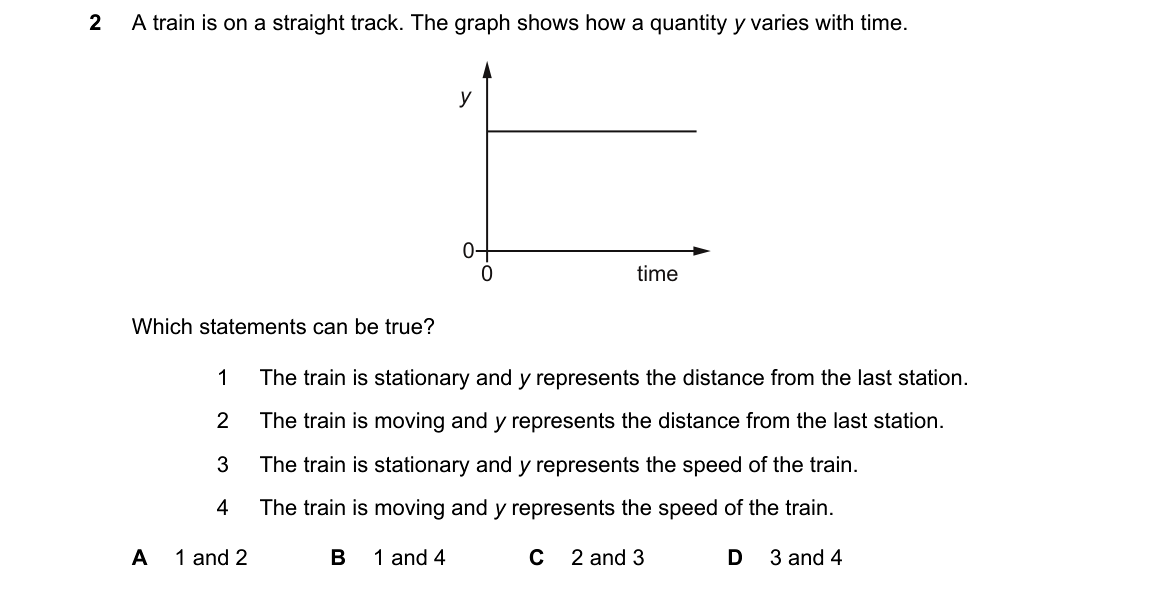 2 A train is on a straight track. The graph shows how a quantity y varies with time.
y
0
0
time
Which statements can be true?
1 The train is stationary and y represents the distance from the last station.
2 The train is moving and y represents the distance from the last station.
3 The train is stationary and y represents the speed of the train.
4 The train is moving and y represents the speed of the train.
A 1 and 2 B 1 and 4 C 2 and 3 D 3 and 4